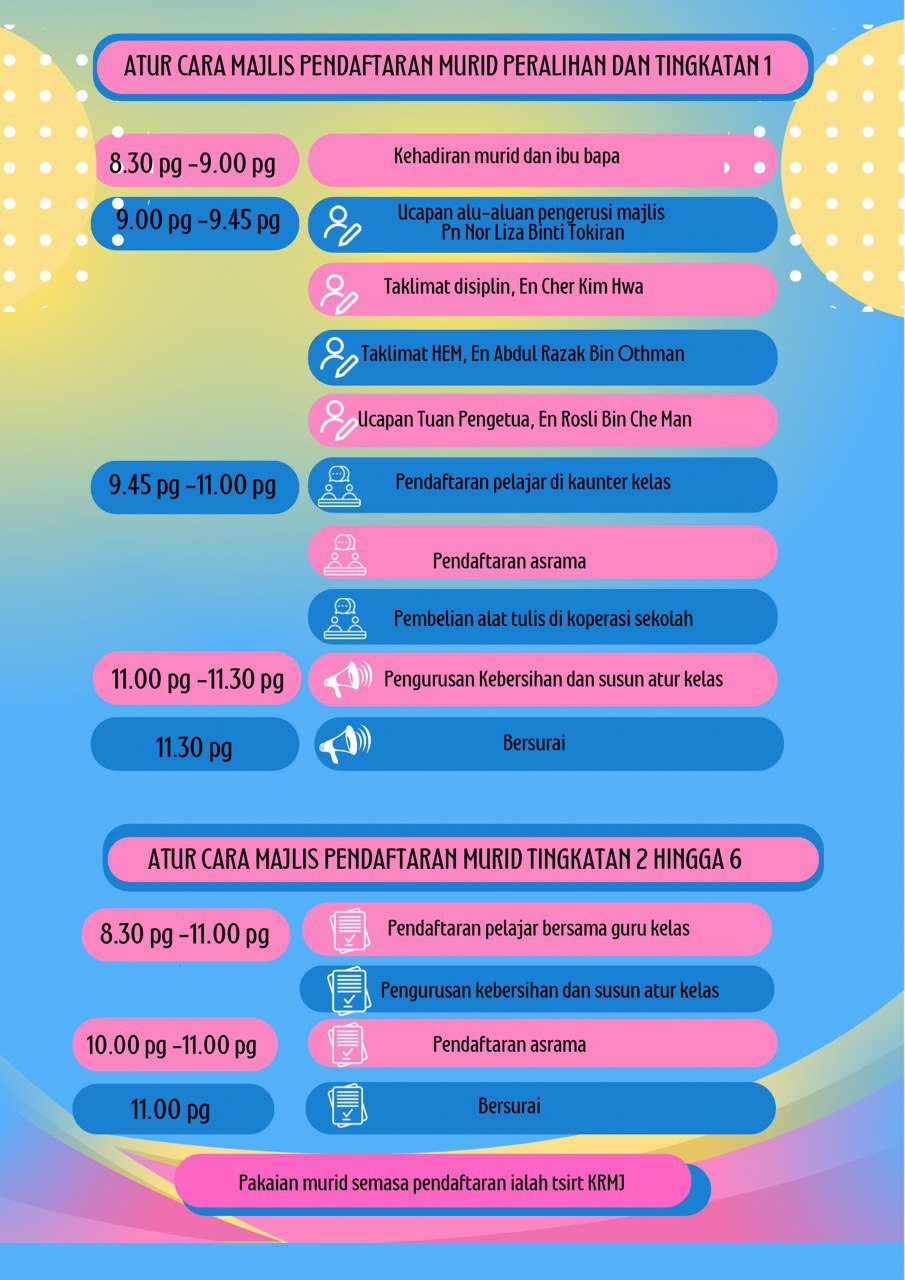 ATUR CARA MAJLIS PENDAFTARAN MURID PERALIHAN DAN TINGKATAN 1
8.30 pg -9.00 pg
Kehadiran murid dan ibu bapa
9.00 pg -9.45 pg
Ucapan alu-aluan pengerusi majlis
Pn Nor Liza Binti Tokiran
Taklimat disiplin, En Cher Kim Hwa
Taklimat HEM, En Abdul Razak Bin Othman
Ucapan Tuan Pengetua, En Rosli Bin Che Man
9.45 pg -11.00 pg
Pendaftaran pelajar di kaunter kelas
Pendaftaran asrama
Pembelian alat tulis di koperasi sekolah
11.00 pg -11.30 pg
Pengurusan Kebersihan dan susun atur kelas
11.30 pg
Bersurai
ATUR CARA MAJLIS PENDAFTARAN MURID TINGKATAN 2 HINGGA 6
8.30 pg -11.00 pg
Pendaftaran pelajar bersama guru kelas
Pengurusan kebersihan dan susun atur kelas
10.00 pg -11.00 pg
Pendaftaran asrama
11.00 pg
Bersurai
Pakaian murid semasa pendaftaran ialah tsirt KRMJ